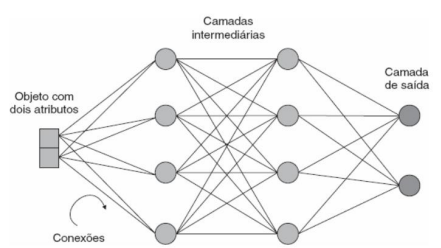 Camadas
intermediárias
Objeto com
dois atributos
Camada
de saída
Conexões